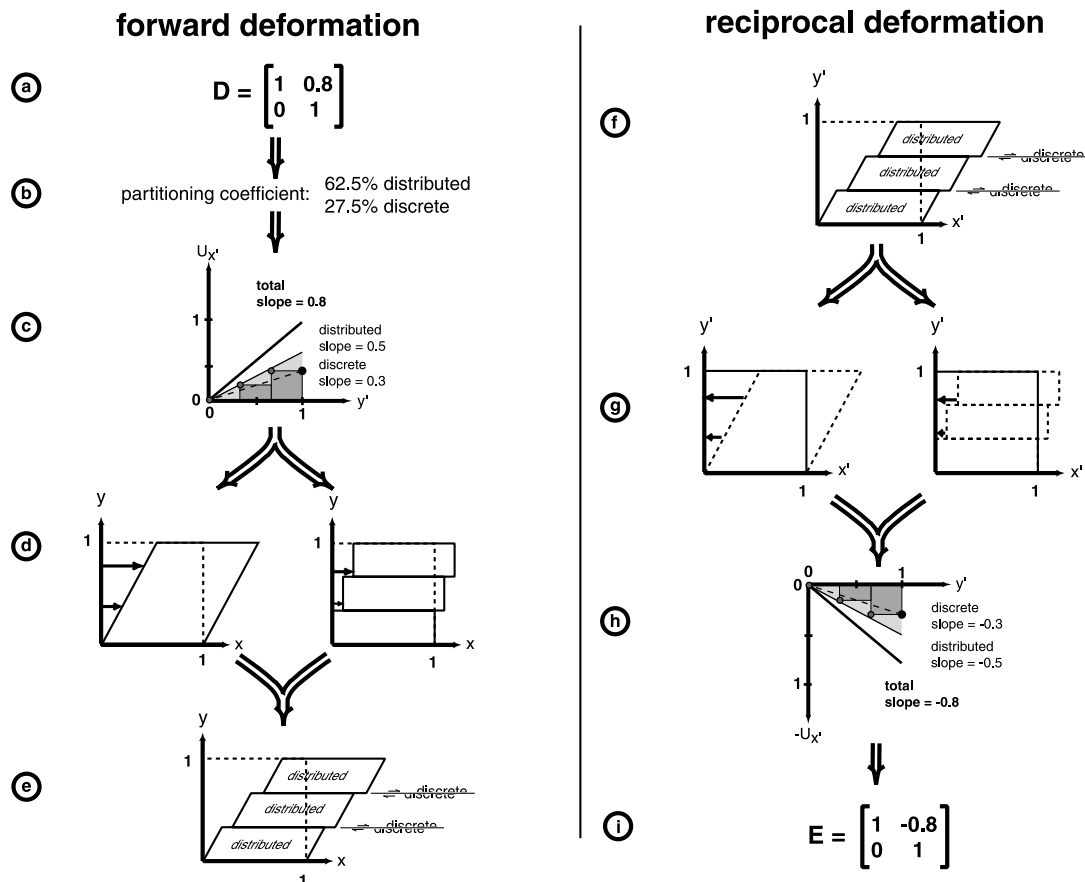 forward deformation
a
D = [1 0.8
0 1]
b
partitioning coefficient: 62.5% distributed
27.5% discrete
c
Ux'
total
slope = 0.8
1
distributed
slope = 0.5
discrete
slope = 0.3
0
0
1
y'
d
y
1
1
x
y
1
1
x
e
y
1
distributed
discrete
distributed
discrete
distributed
1
x
reciprocal deformation
f
y'
1
distributed
discrete
distributed
discrete
distributed
1
x'
g
y'
1
1
x'
y'
1
1
x'
h
0
1
0
y'
discrete
slope = -0.3
distributed
slope = -0.5
1
total
slope = -0.8
-Ux'
i
E = [1 -0.8
0 1]